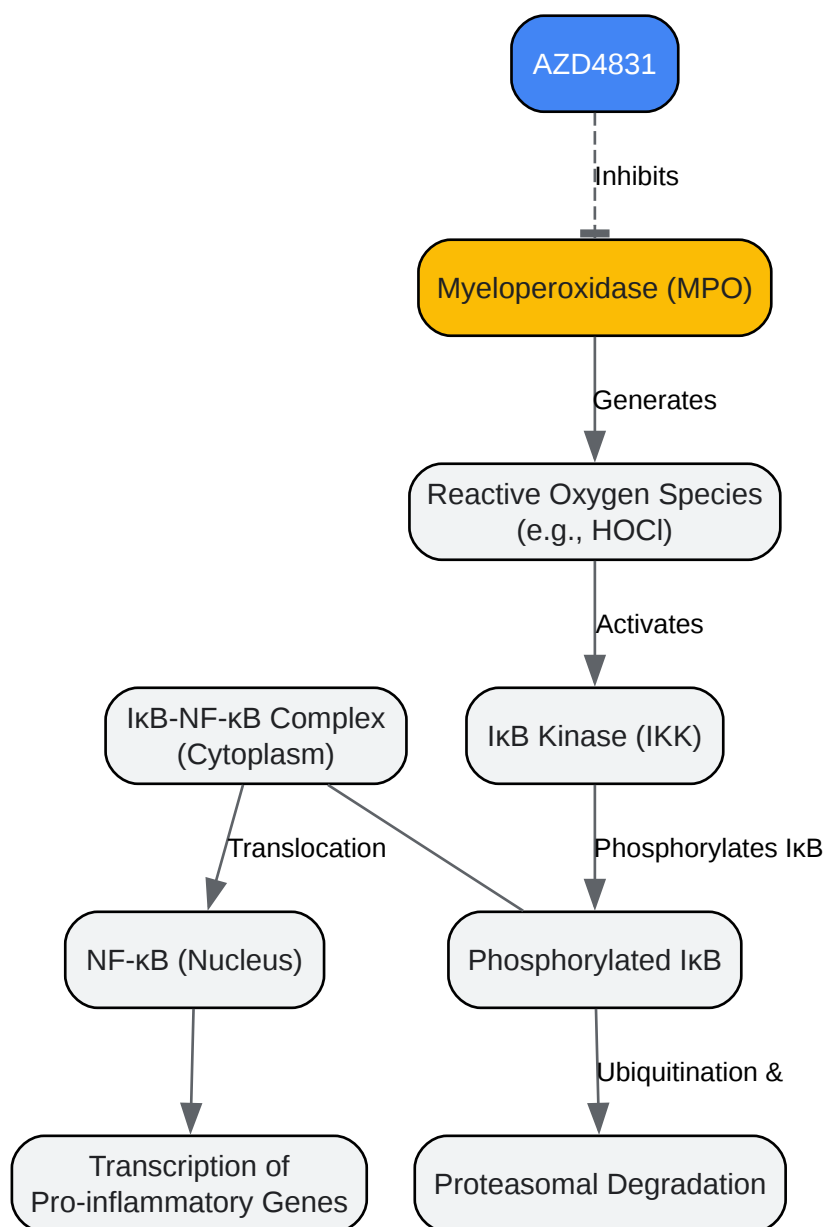 AZD4831
Inhibits
Myeloperoxidase (MPO)
Generates
Reactive Oxygen Species
(e.g., HOCl)
Activates
IκB-NF-κB Complex
(Cytoplasm)
IκB Kinase (IKK)
Translocation
Phosphorylates IκB
NF-κB (Nucleus)
Phosphorylated IκB
Ubiquitination &
Transcription of
Pro-inflammatory Genes
Proteasomal Degradation